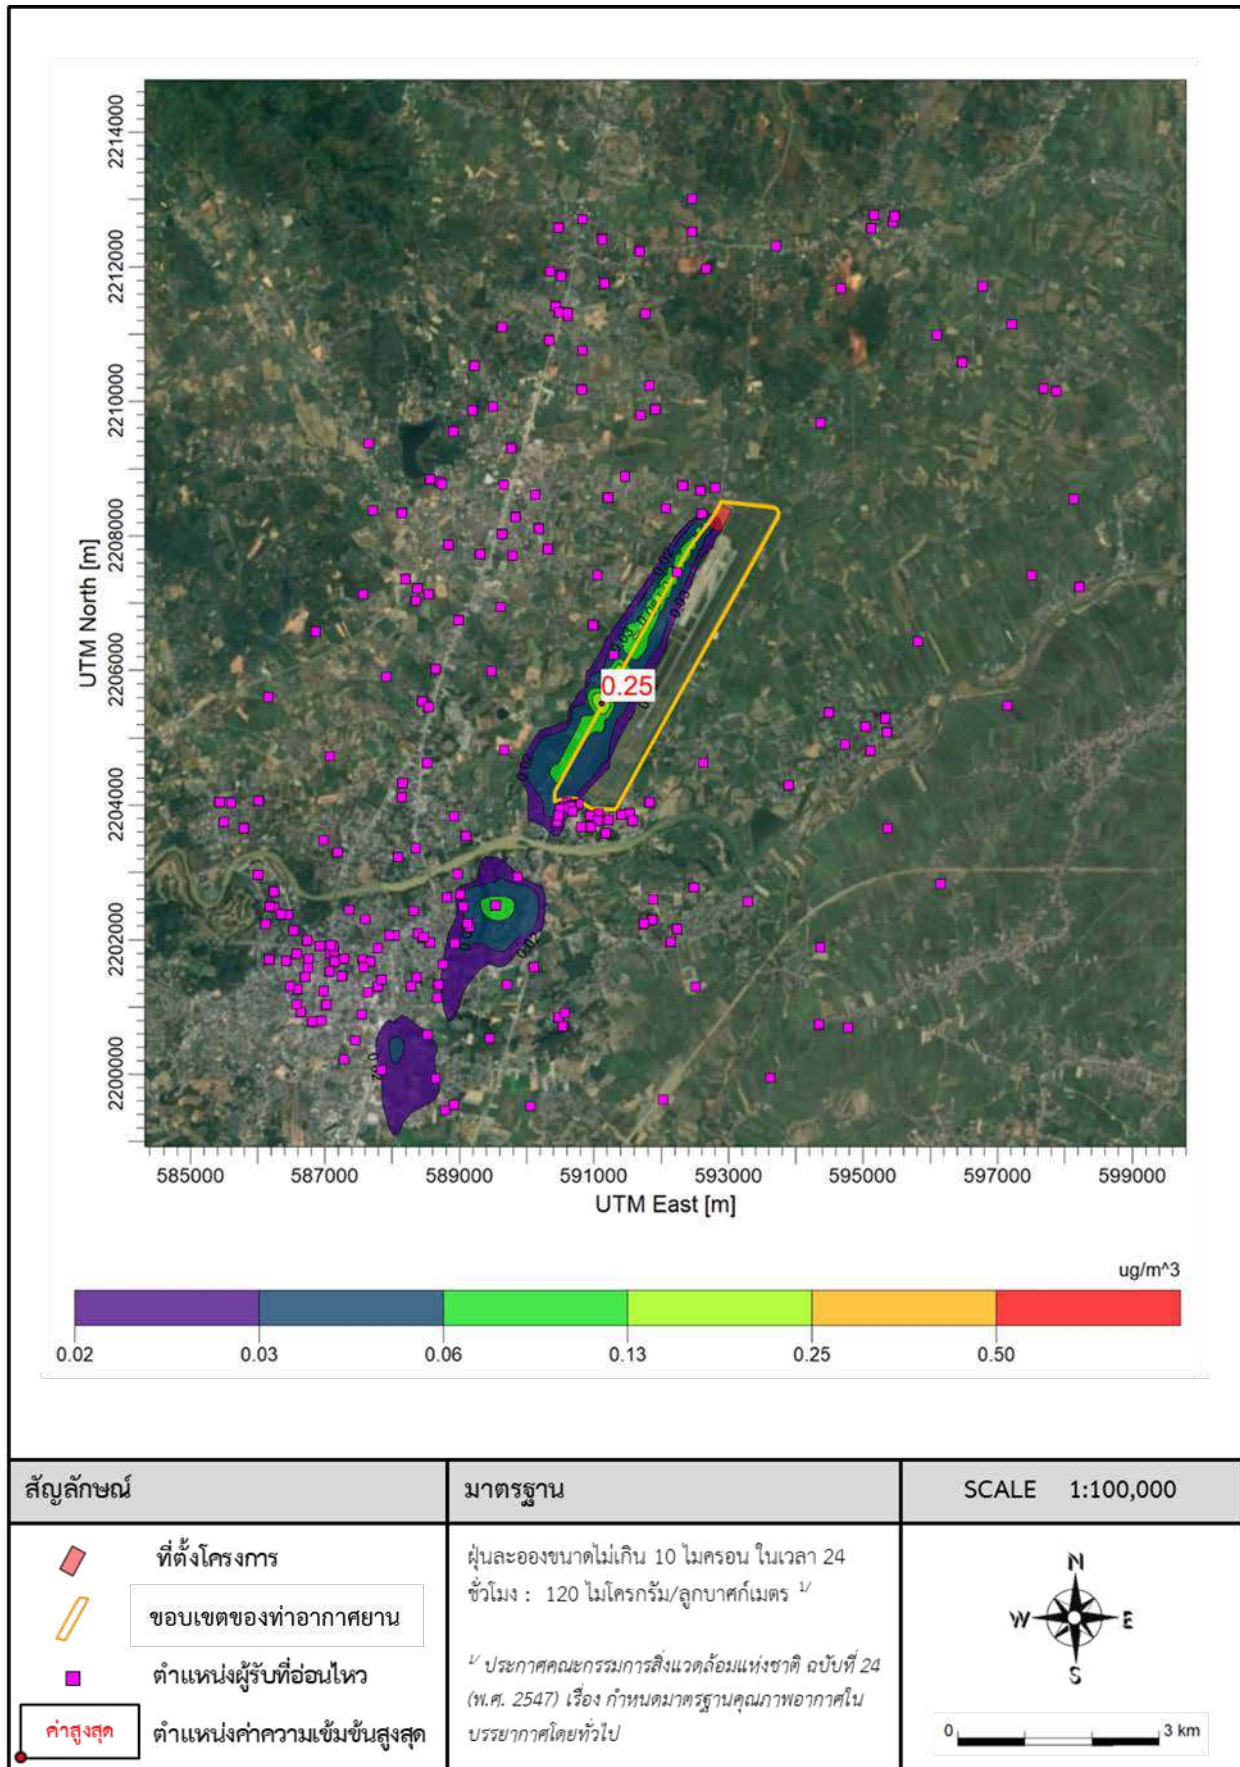 2214000
2212000
2210000
2208000
2206000
2204000
2202000
2200000
UTM North [m]
0.02
0.03
0.03
0.25
0.02
0.02
0.02
585000 587000 589000 591000 593000 595000 597000 599000
UTM East [m]
ug/m^3
0.02 0.03 0.06 0.13 0.25 0.50
สัญลักษณ์
ที่ตั้งโครงการ
ขอบเขตของท่าอากาศยาน
ตำแหน่งผู้รับที่อ่อนไหว
ค่าสูงสุด ตำแหน่งค่าความเข้มข้นสูงสุด
มาตรฐาน
ฝุ่นละอองขนาดไม่เกิน 10 ไมครอน ในเวลา 24
ชั่วโมง : 120 ไมโครกรัม/ลูกบาศก์เมตร 1/
1/ ประกาศคณะกรรมการสิ่งแวดล้อมแห่งชาติ ฉบับที่ 24
(พ.ศ. 2547) เรื่อง กำหนดมาตรฐานคุณภาพอากาศใน
บรรยากาศโดยทั่วไป
SCALE 1:100,000
N
W E
S
0 3 km